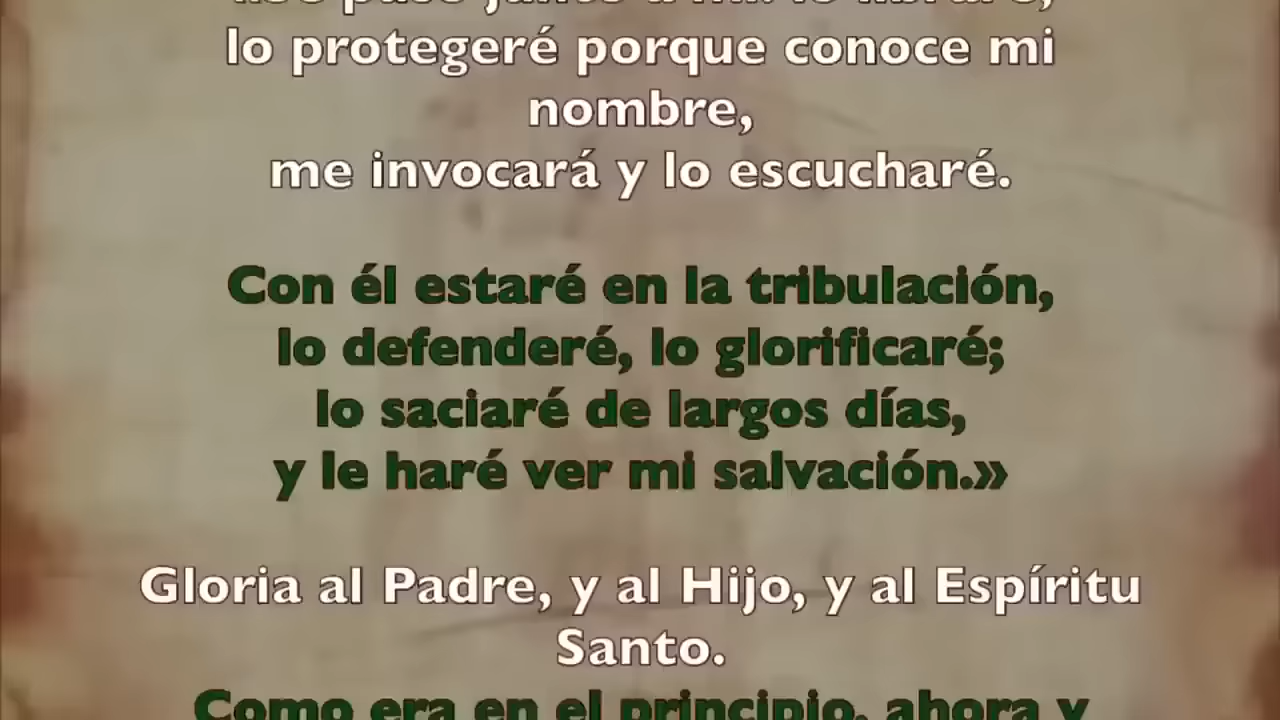 lo protegeré porque conoce mi
nombre,
me invocará y lo escucharé.
Con él estaré en la tribulación,
lo defenderé, lo glorificaré;
lo saciaré de largos días,
y le haré ver mi salvación.»
Gloria al Padre, y al Hijo, y al Espíritu
Santo.
Como era en el principio, ahora y